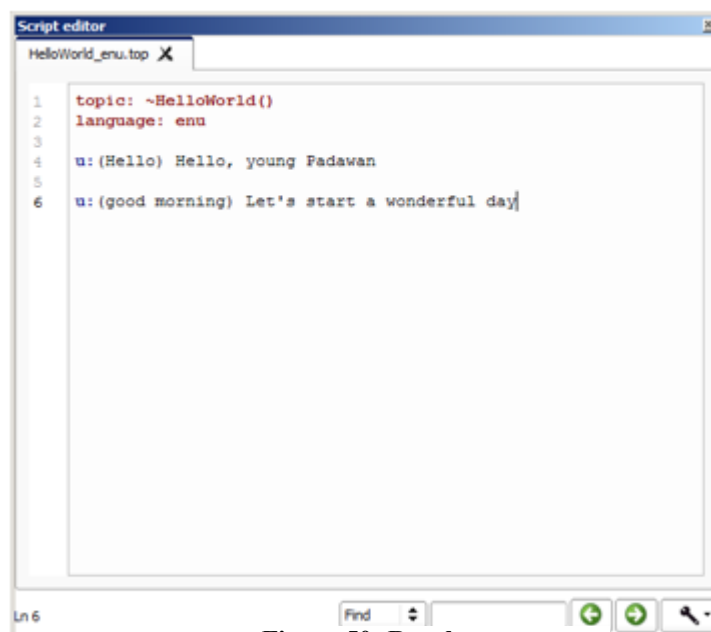 Script editor
HelloWorld_enu.top
1 topic: ~HelloWorld()
2 language: enu
3
4 u:(Hello) Hello, young Padawan
5
6 u:(good morning) Let's start a wonderful day
Ln 6 Find